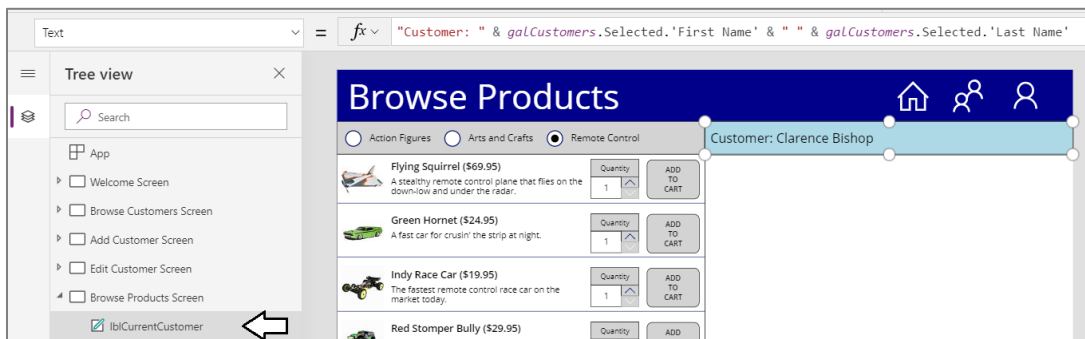 Text
= fx "Customer: " & galCustomers.Selected.'First Name' & " " & galCustomers.Selected.'Last Name'
Tree view
Search
App
Welcome Screen
Browse Customers Screen
Add Customer Screen
Edit Customer Screen
Browse Products Screen
lblCurrentCustomer
Browse Products
Action Figures Arts and Crafts Remote Control
Customer: Clarence Bishop
Flying Squirrel ($69.95)
A stealthy remote control plane that flies on the
down-low and under the radar.
Quantity
1
ADD
TO
CART
Green Hornet ($24.95)
A fast car for crusin' the strip at night.
Quantity
1
ADD
TO
CART
Indy Race Car ($19.95)
The fastest remote control race car on the
market today.
Quantity
1
ADD
TO
CART
Red Stomper Bully ($29.95)
Quantity
ADD